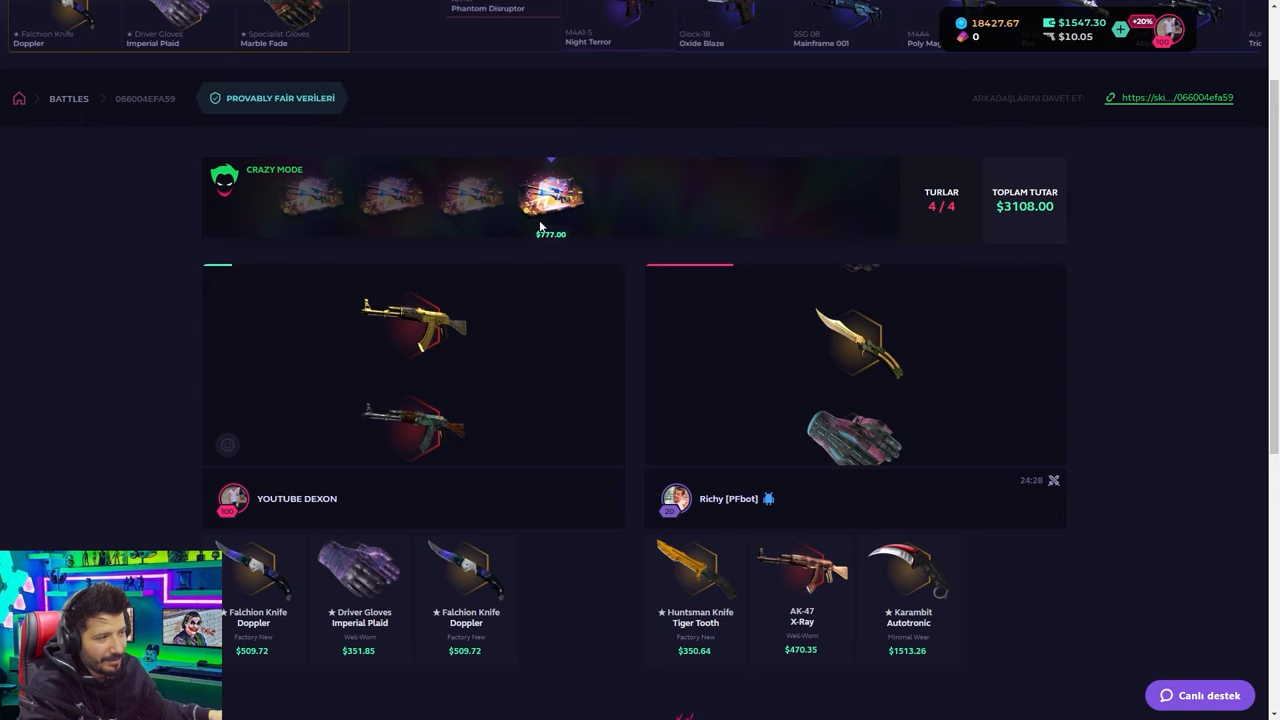 ★ Falchion Knife
Doppler
★ Driver Gloves
Imperial Plaid
★ Specialist Gloves
Marble Fade
Phantom Disruptor
M4A1-S
Night Terror
Glock-18
Oxide Blaze
SSG 08
Mainframe 001
M4A4
Poly Mag
18427.67
0
$1547.30
$10.05
+20%
100
BATTLES
066004EFA59
PROVABLY FAİR VERİLERİ
ARKADAŞLARINI DAVET ET:
https://ski.../066004efa59
CRAZY MODE
$777.00
TURLAR
4 / 4
TOPLAM TUTAR
$3108.00
100
YOUTUBE DEXON
20
Richy [PFbot]
24:28
★ Falchion Knife
Doppler
Factory New
$509.72
★ Driver Gloves
Imperial Plaid
Well-Worn
$351.85
★ Falchion Knife
Doppler
Factory New
$509.72
★ Huntsman Knife
Tiger Tooth
Factory New
$350.64
AK-47
X-Ray
Well-Worn
$470.35
★ Karambit
Autotronic
Minimal Wear
$1513.26
Canlı destek